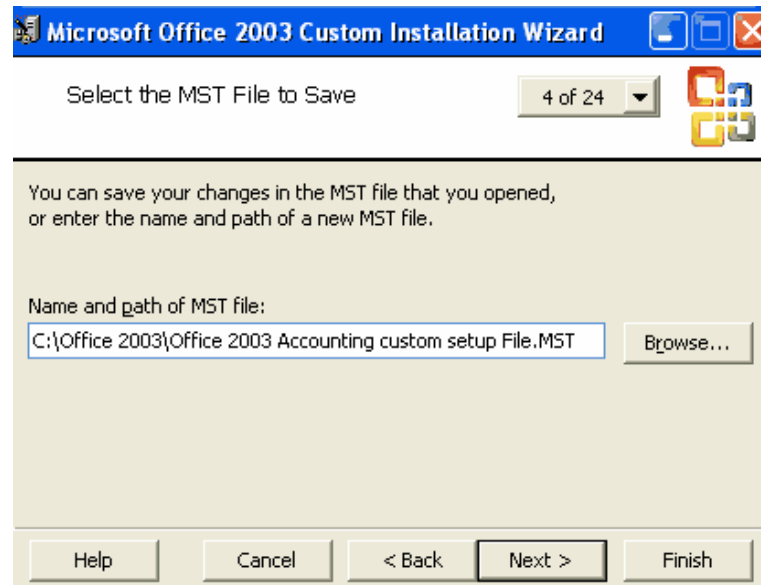 Microsoft Office 2003 Custom Installation Wizard
Select the MST File to Save
4 of 24
You can save your changes in the MST file that you opened,
or enter the name and path of a new MST file.
Name and path of MST file:
C:\Office 2003\Office 2003 Accounting custom setup File.MST
Browse...
Help
Cancel
< Back
Next >
Finish